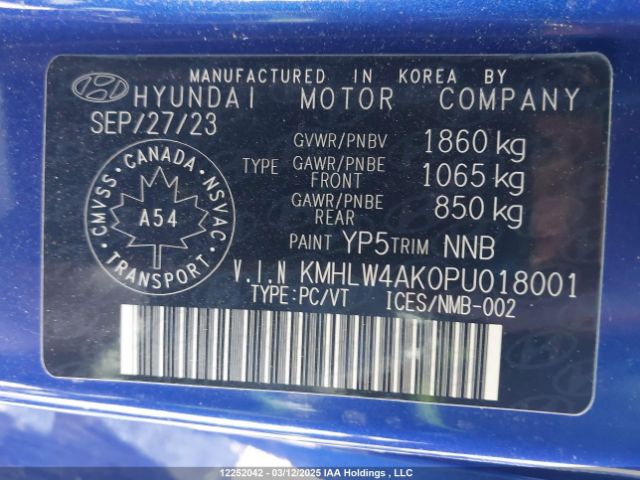 MANUFACTURED IN KOREA BY
HYUNDAI MOTOR COMPANY
SEP/27/23
GVWR/PNBV 1860 kg
TYPE GAWR/PNBE FRONT 1065 kg
GAWR/PNBE REAR 850 kg
PAINT YP5 TRIM NNB
CMVSS · CANADA · NSVAC
A54
TRANSPORT
V.I.N KMHLW4AK0PU018001
TYPE:PC/VT ICES/NMB-002
12252042 - 03/12/2025 IAA Holdings , LLC